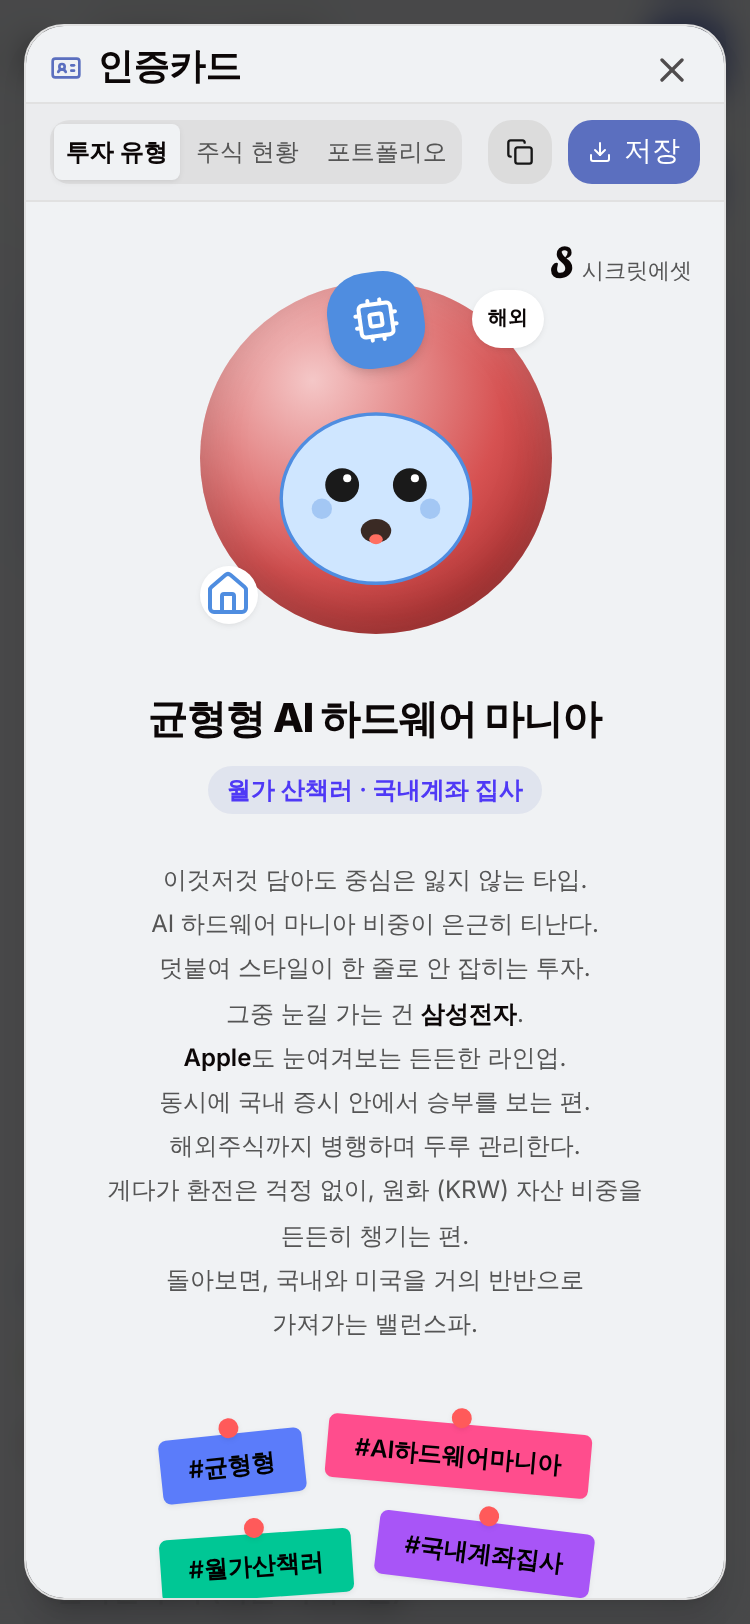 인증카드
투자 유형
주식 현황
포트폴리오
저장
시크릿에셋
해외
균형형 AI 하드웨어 마니아
월가 산책러 · 국내계좌 집사
이것저것 담아도 중심은 잃지 않는 타입.
AI 하드웨어 마니아 비중이 은근히 티난다.
덧붙여 스타일이 한 줄로 안 잡히는 투자.
그중 눈길 가는 건 삼성전자.
Apple도 눈여겨보는 든든한 라인업.
동시에 국내 증시 안에서 승부를 보는 편.
해외주식까지 병행하며 두루 관리한다.
게다가 환전은 걱정 없이, 원화 (KRW) 자산 비중을
든든히 챙기는 편.
돌아보면, 국내와 미국을 거의 반반으로
가져가는 밸런스파.
#균형형
#AI하드웨어마니아
#월가산책러
#국내계좌집사